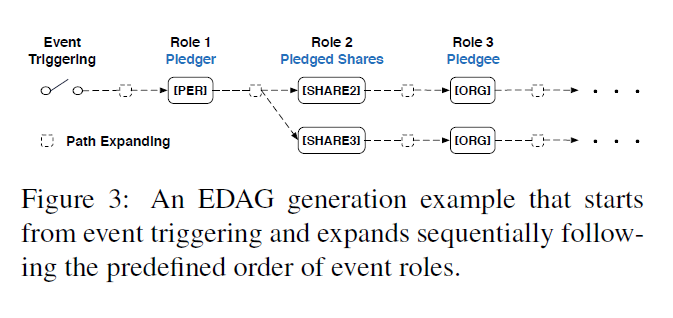 Event Triggering
Role 1
Pledger
Role 2
Pledged Shares
Role 3
Pledgee
[PER]
[SHARE2]
[ORG]
. . .
[SHARE3]
[ORG]
. . .
Path Expanding
Figure 3: An EDAG generation example that starts
from event triggering and expands sequentially follow-
ing the predefined order of event roles.